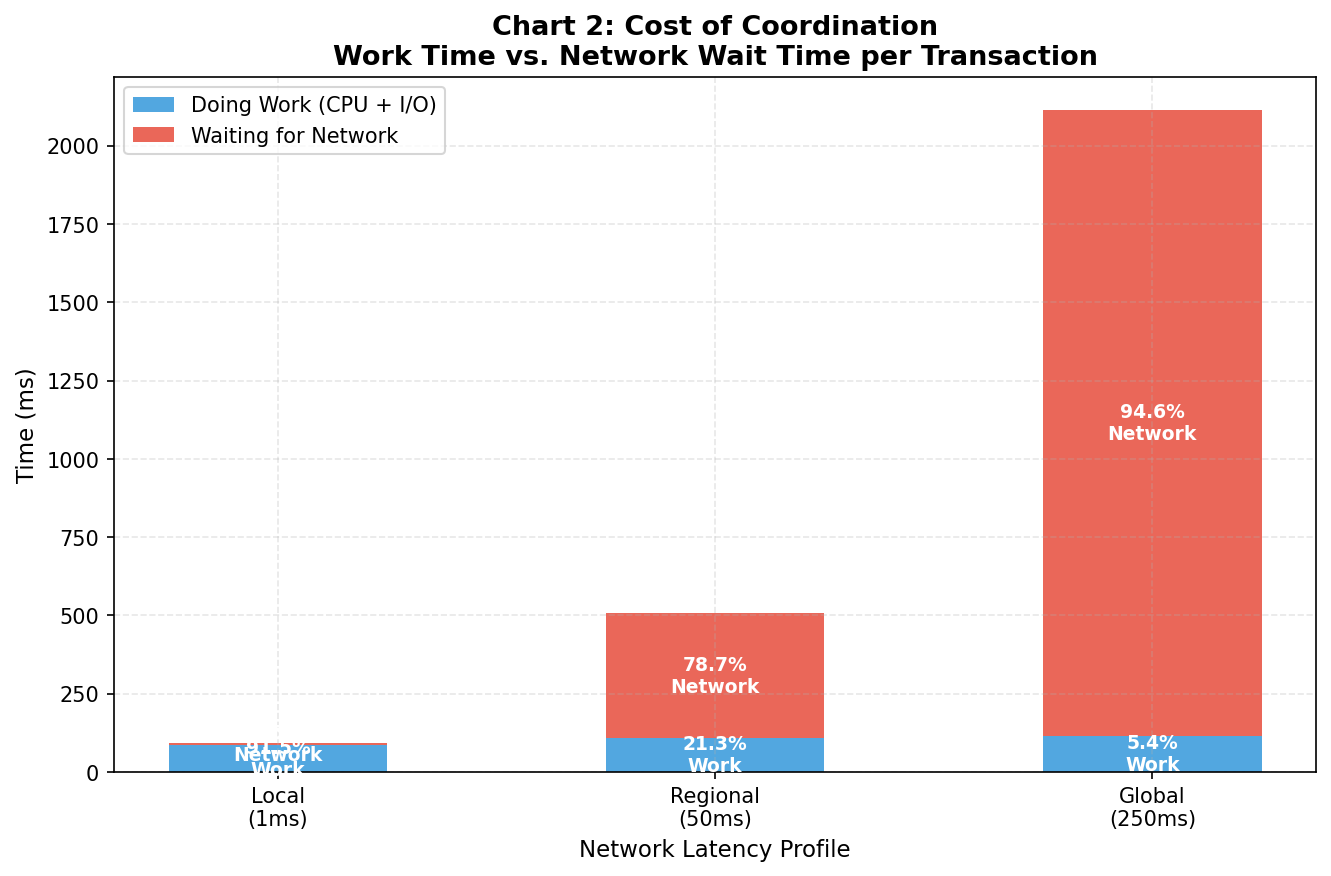 Chart 2: Cost of Coordination
Work Time vs. Network Wait Time per Transaction
Doing Work (CPU + I/O)
Waiting for Network
Time (ms)
2000
1750
1500
1250
1000
750
500
250
0
Network
Work
78.7%
Network
21.3%
Work
94.6%
Network
5.4%
Work
Local
(1ms)
Regional
(50ms)
Global
(250ms)
Network Latency Profile